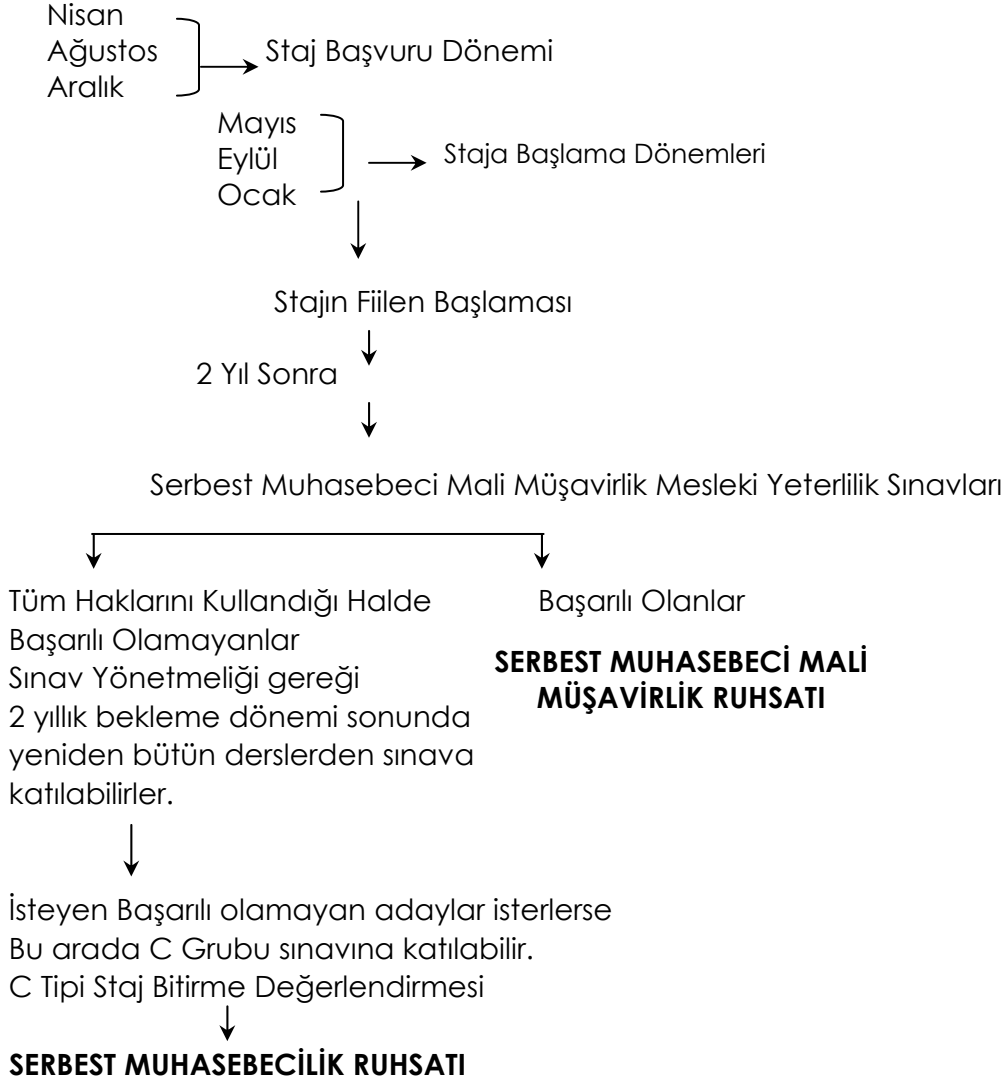 Nisan
Ağustos
Aralık
Staj Başvuru Dönemi
Mayıs
Eylül
Ocak
Staja Başlama Dönemleri
Stajın Fiilen Başlaması
2 Yıl Sonra
Serbest Muhasebeci Mali Müşavirlik Mesleki Yeterlilik Sınavları
Tüm Haklarını Kullandığı Halde
Başarılı Olamayanlar
Sınav Yönetmeliği gereği
2 yıllık bekleme dönemi sonunda
yeniden bütün derslerden sınava
katılabilirler.
Başarılı Olanlar
SERBEST MUHASEBECİ MALİ
MÜŞAVİRLİK RUHSATI
İsteyen Başarılı olamayan adaylar isterlerse
Bu arada C Grubu sınavına katılabilir.
C Tipi Staj Bitirme Değerlendirmesi
SERBEST MUHASEBECİLİK RUHSATI